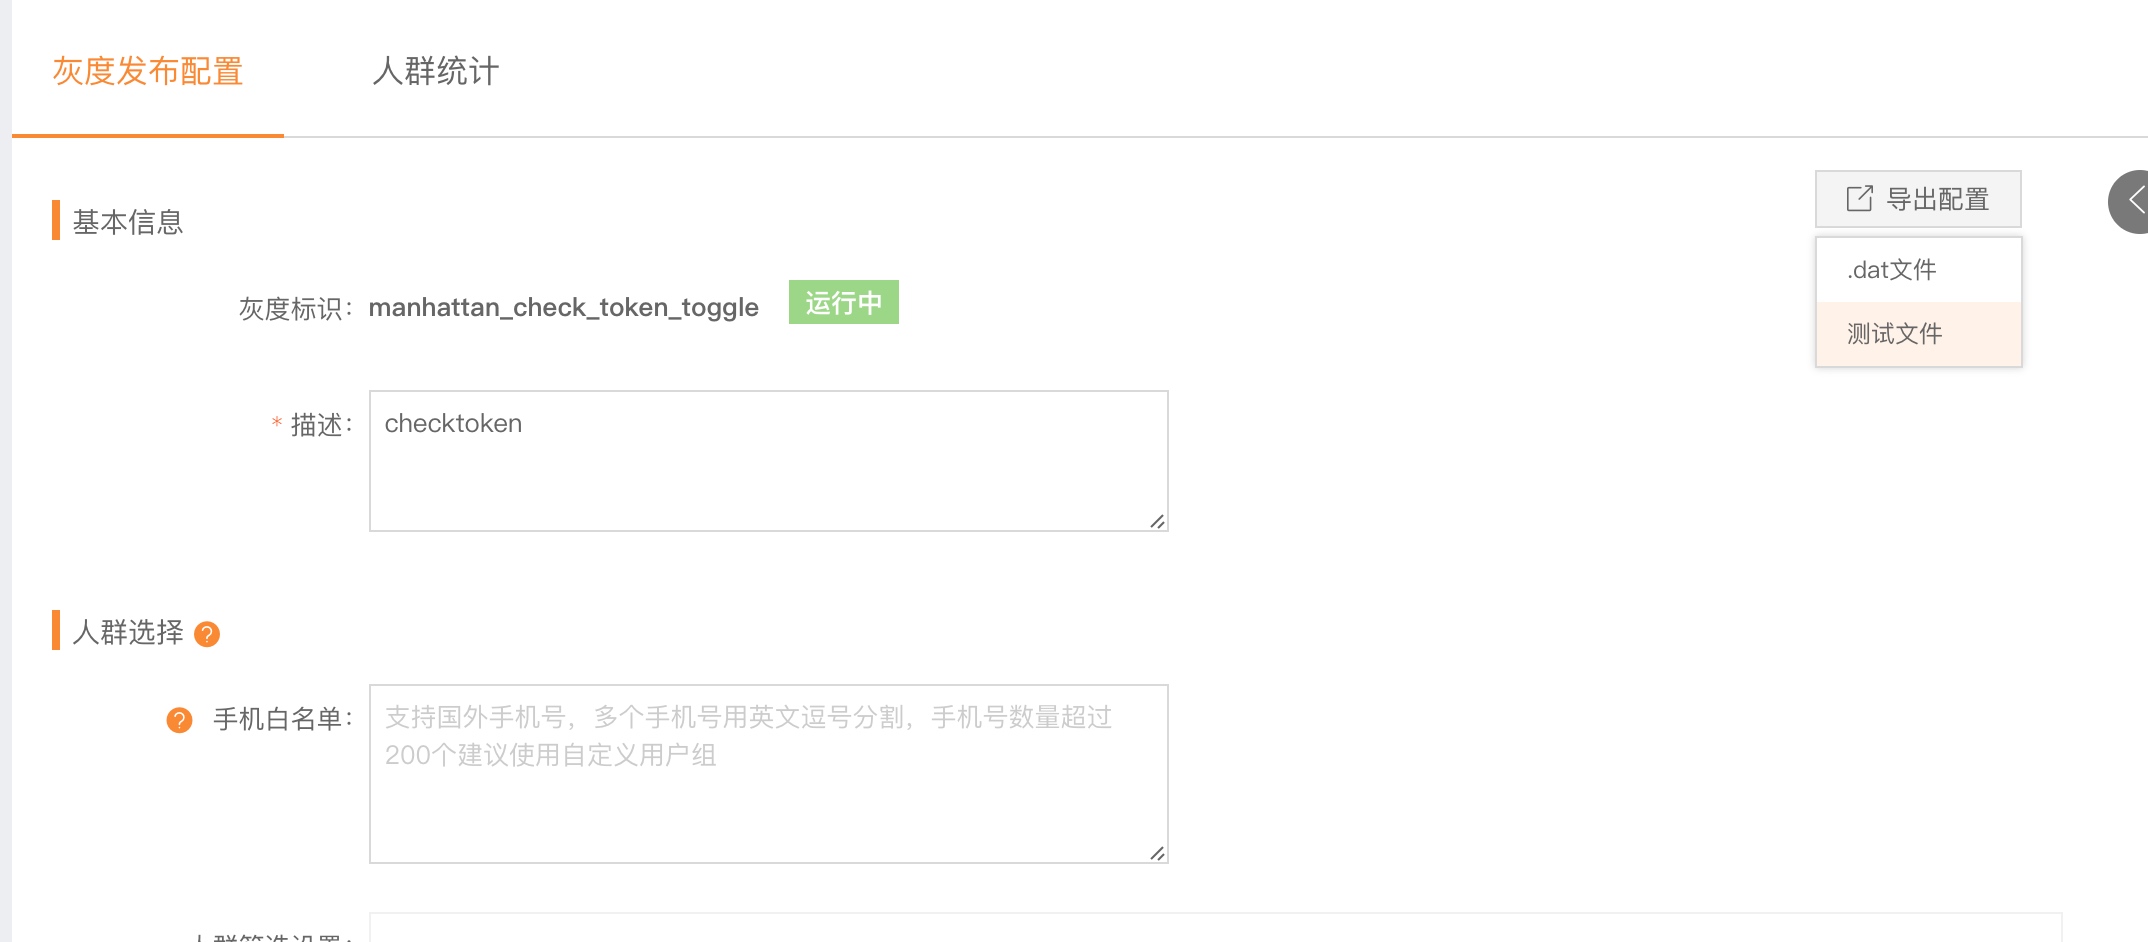 灰度发布配置
人群统计
导出配置
.dat文件
测试文件
基本信息
灰度标识：
manhattan_check_token_toggle
运行中
* 描述：
checktoken
人群选择 ?
? 手机白名单：
支持国外手机号，多个手机号用英文逗号分割，手机号数量超过
200个建议使用自定义用户组